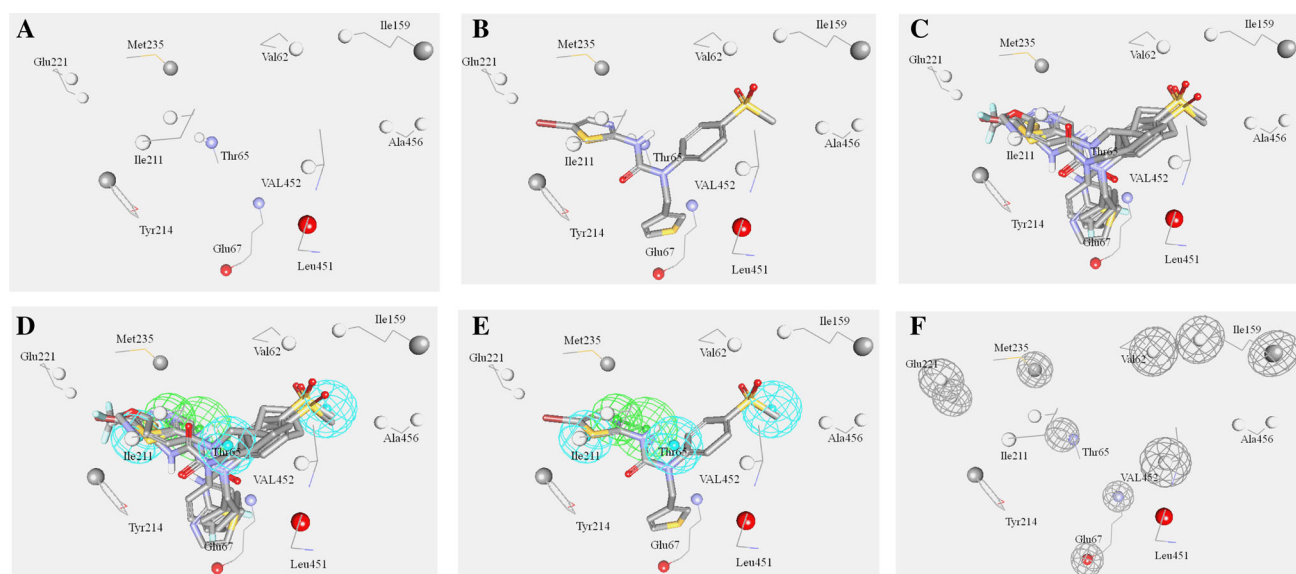 A
Ile159
Met235
Val62
Glu221
Ala456
Ile211
Thr65
VAL452
Tyr214
Glu67
Leu451
B
Ile159
Met235
Val62
Glu221
Ala456
Ile211
Thr65
VAL452
Tyr214
Glu67
Leu451
C
Ile159
Met235
Val62
Glu221
Ala456
Ile211
Thr65
VAL452
Tyr214
Glu67
Leu451
D
Ile159
Met235
Val62
Glu221
Ala456
Ile211
Thr65
VAL452
Tyr214
Glu67
Leu451
E
Ile159
Met235
Val62
Glu221
Ala456
Ile211
Thr65
VAL452
Tyr214
Glu67
Leu451
F
Ile159
Met235
Val62
Glu221
Ala456
Ile211
Thr65
VAL452
Tyr214
Glu67
Leu451